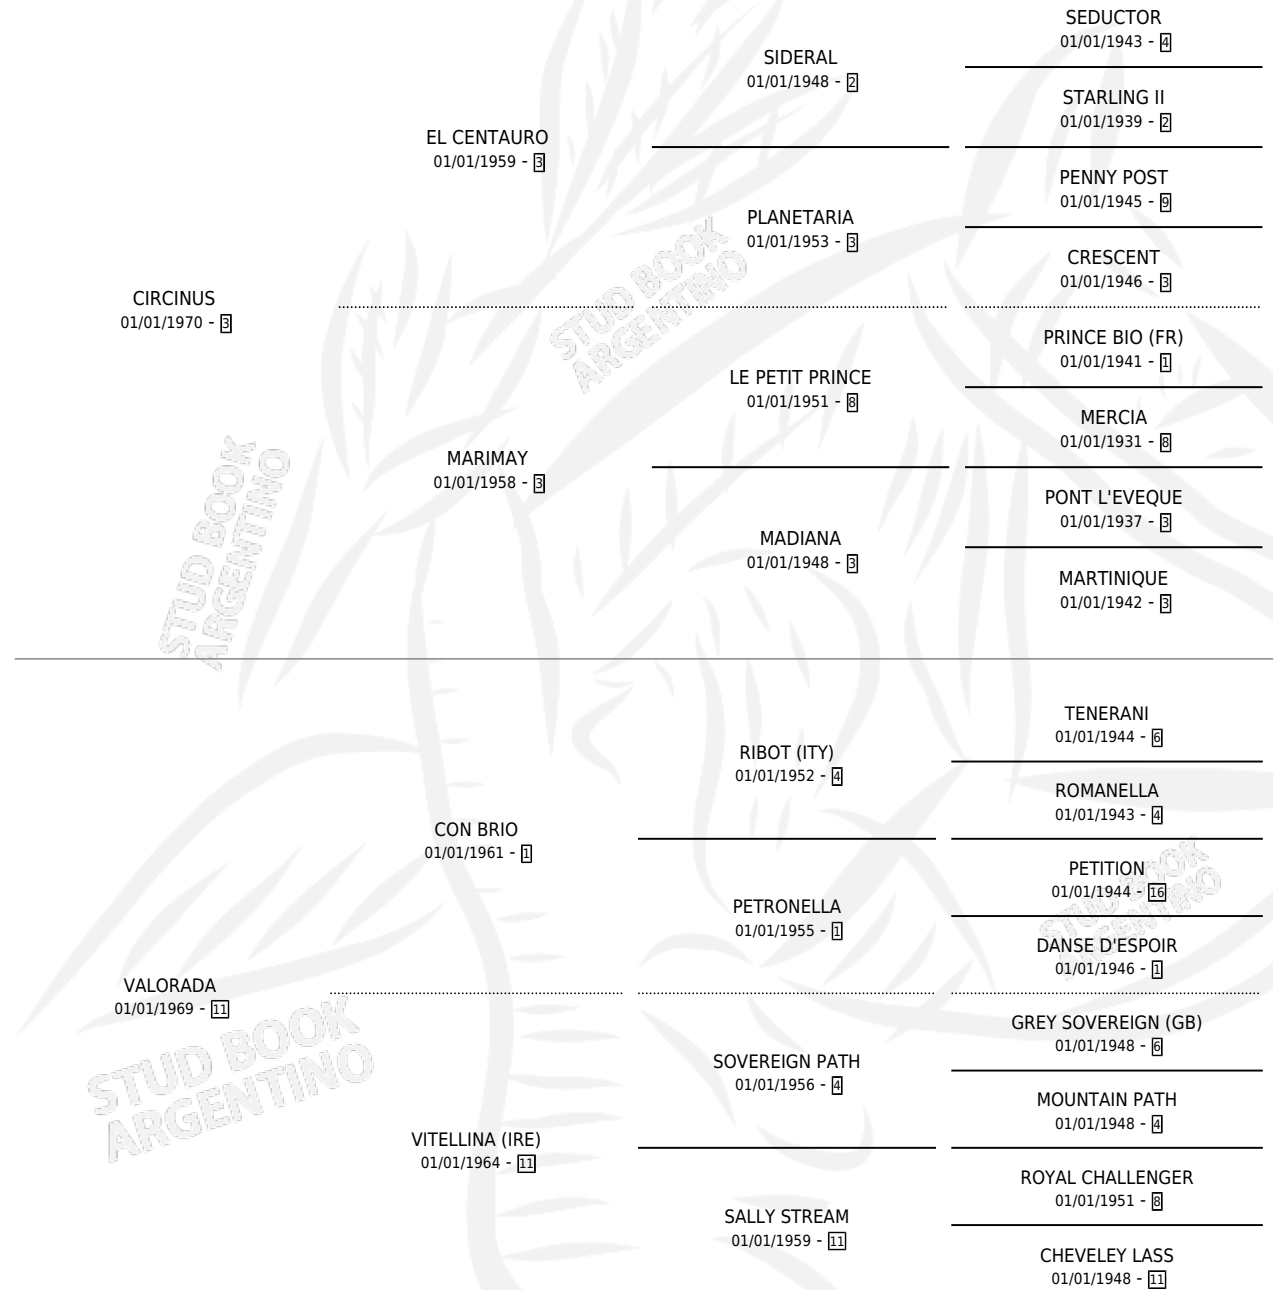 SEDUCTOR
01/01/1943 - 4
SIDERAL
01/01/1948 - 2
STARLING II
01/01/1939 - 2
EL CENTAURO
01/01/1959 - 3
PENNY POST
01/01/1945 - 9
PLANETARIA
01/01/1953 - 3
CRESCENT
01/01/1946 - 3
CIRCINUS
01/01/1970 - 3
PRINCE BIO (FR)
01/01/1941 - 1
LE PETIT PRINCE
01/01/1951 - 8
MERCIA
01/01/1931 - 8
MARIMAY
01/01/1958 - 3
PONT L'EVEQUE
01/01/1937 - 3
MADIANA
01/01/1948 - 3
MARTINIQUE
01/01/1942 - 3
TENERANI
01/01/1944 - 6
RIBOT (ITY)
01/01/1952 - 4
ROMANELLA
01/01/1943 - 4
CON BRIO
01/01/1961 - 1
PETITION
01/01/1944 - 16
PETRONELLA
01/01/1955 - 1
DANSE D'ESPOIR
01/01/1946 - 1
VALORADA
01/01/1969 - 11
GREY SOVEREIGN (GB)
01/01/1948 - 6
SOVEREIGN PATH
01/01/1956 - 4
MOUNTAIN PATH
01/01/1948 - 4
VITELLINA (IRE)
01/01/1964 - 11
ROYAL CHALLENGER
01/01/1951 - 8
SALLY STREAM
01/01/1959 - 11
CHEVELEY LASS
01/01/1948 - 11
STUD BOOK
ARGENTINO
STUD BOOK
ARGENTINO
STUD BOOK
ARGENTINO
STUD BOOK
ARGENTINO